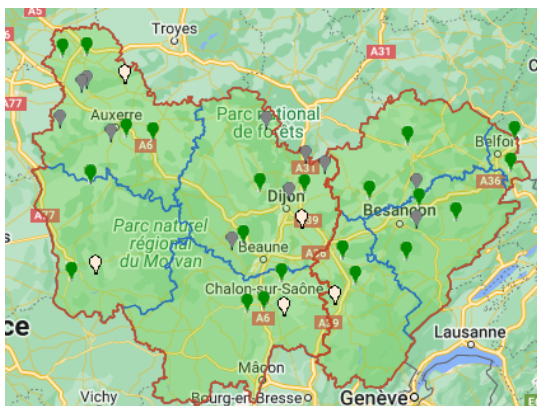 Troyes
A5
A31
A77
Auxerre
A6
Parc national
de forêts
A31
Belfort
A36
Dijon
A39
Besançon
A77
Parc naturel
régional
du Morvan
Beaune
A36
Chalon-sur-Saône
A6
A39
Lausanne
Mâcon
Vichy
Bourg-en-Bresse
Genève